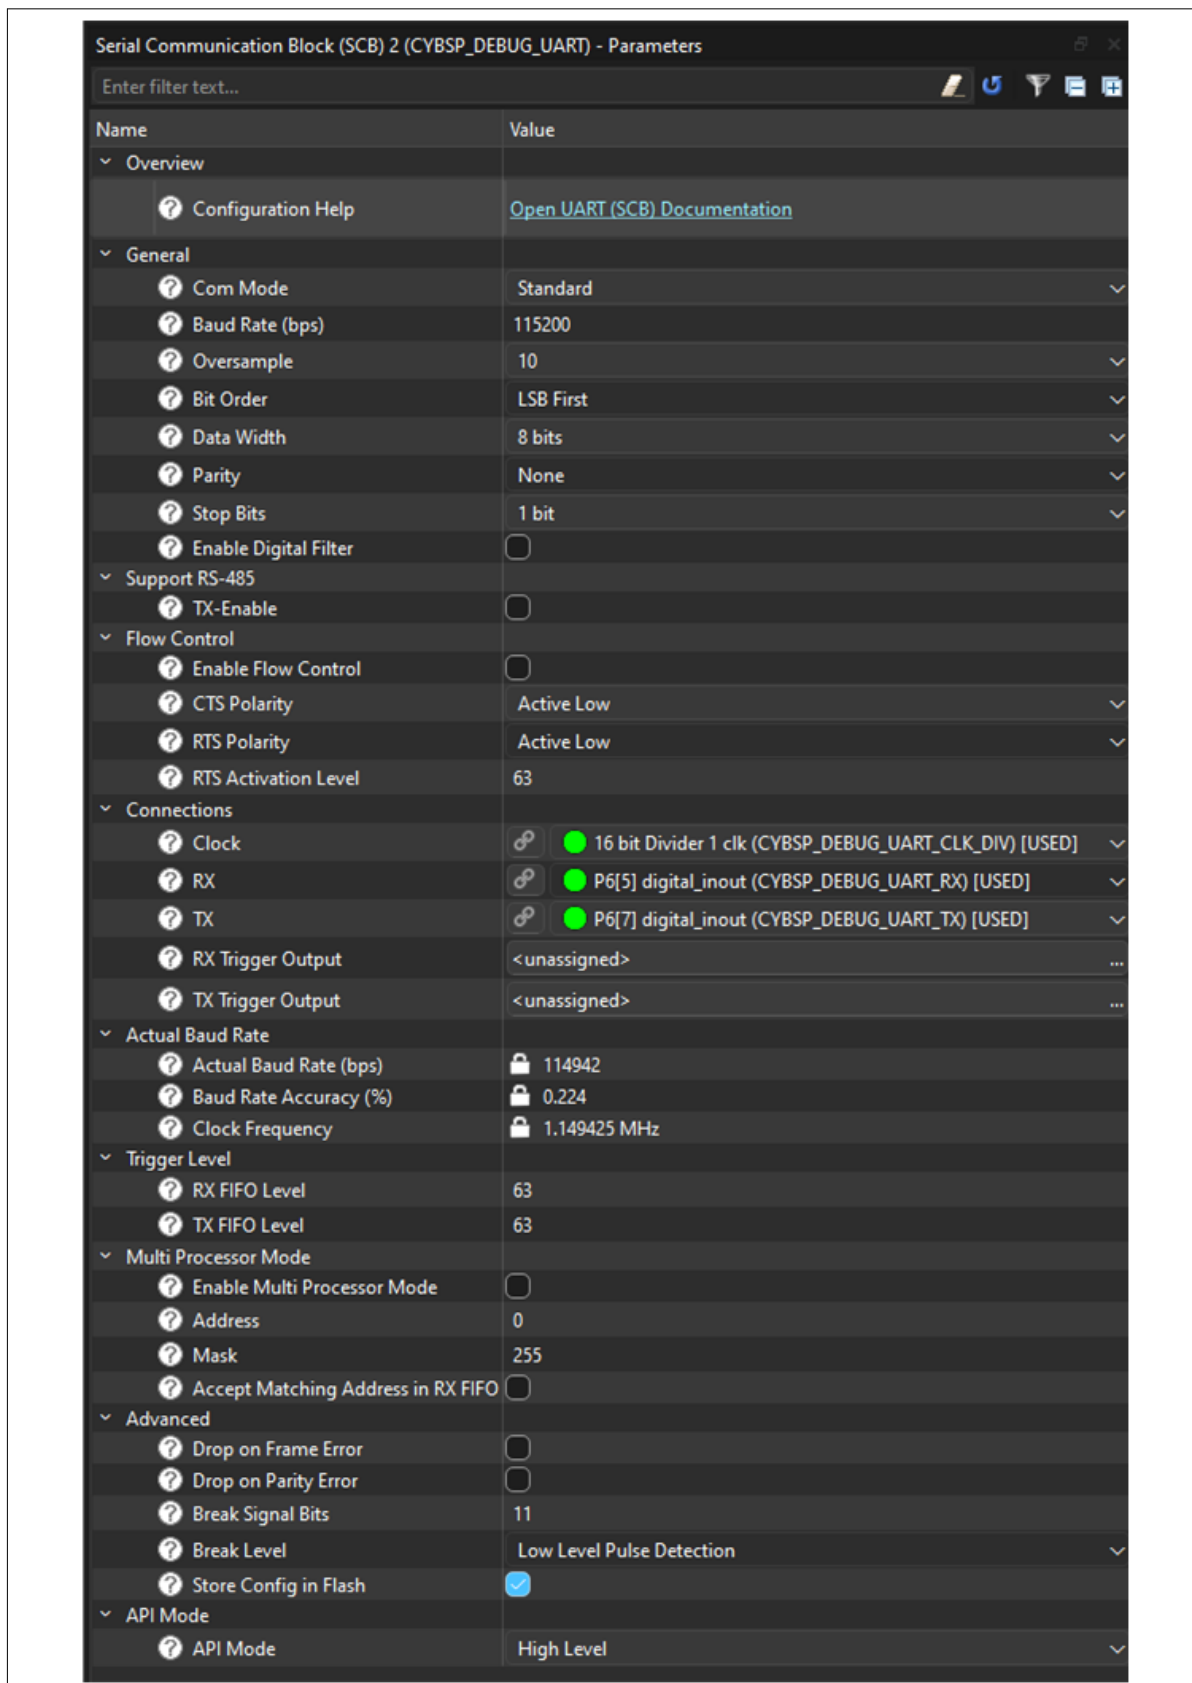 Serial Communication Block (SCB) 2 (CYBSP_DEBUG_UART) - Parameters
Enter filter text...
Name Value
Overview
Configuration Help Open UART (SCB) Documentation
General
Com Mode Standard
Baud Rate (bps) 115200
Oversample 10
Bit Order LSB First
Data Width 8 bits
Parity None
Stop Bits 1 bit
Enable Digital Filter
Support RS-485
TX-Enable
Flow Control
Enable Flow Control
CTS Polarity Active Low
RTS Polarity Active Low
RTS Activation Level 63
Connections
Clock 16 bit Divider 1 clk (CYBSP_DEBUG_UART_CLK_DIV) [USED]
RX P6[5] digital_inout (CYBSP_DEBUG_UART_RX) [USED]
TX P6[7] digital_inout (CYBSP_DEBUG_UART_TX) [USED]
RX Trigger Output <unassigned> ...
TX Trigger Output <unassigned> ...
Actual Baud Rate
Actual Baud Rate (bps) 114942
Baud Rate Accuracy (%) 0.224
Clock Frequency 1.149425 MHz
Trigger Level
RX FIFO Level 63
TX FIFO Level 63
Multi Processor Mode
Enable Multi Processor Mode
Address 0
Mask 255
Accept Matching Address in RX FIFO
Advanced
Drop on Frame Error
Drop on Parity Error
Break Signal Bits 11
Break Level Low Level Pulse Detection
Store Config in Flash
API Mode
API Mode High Level